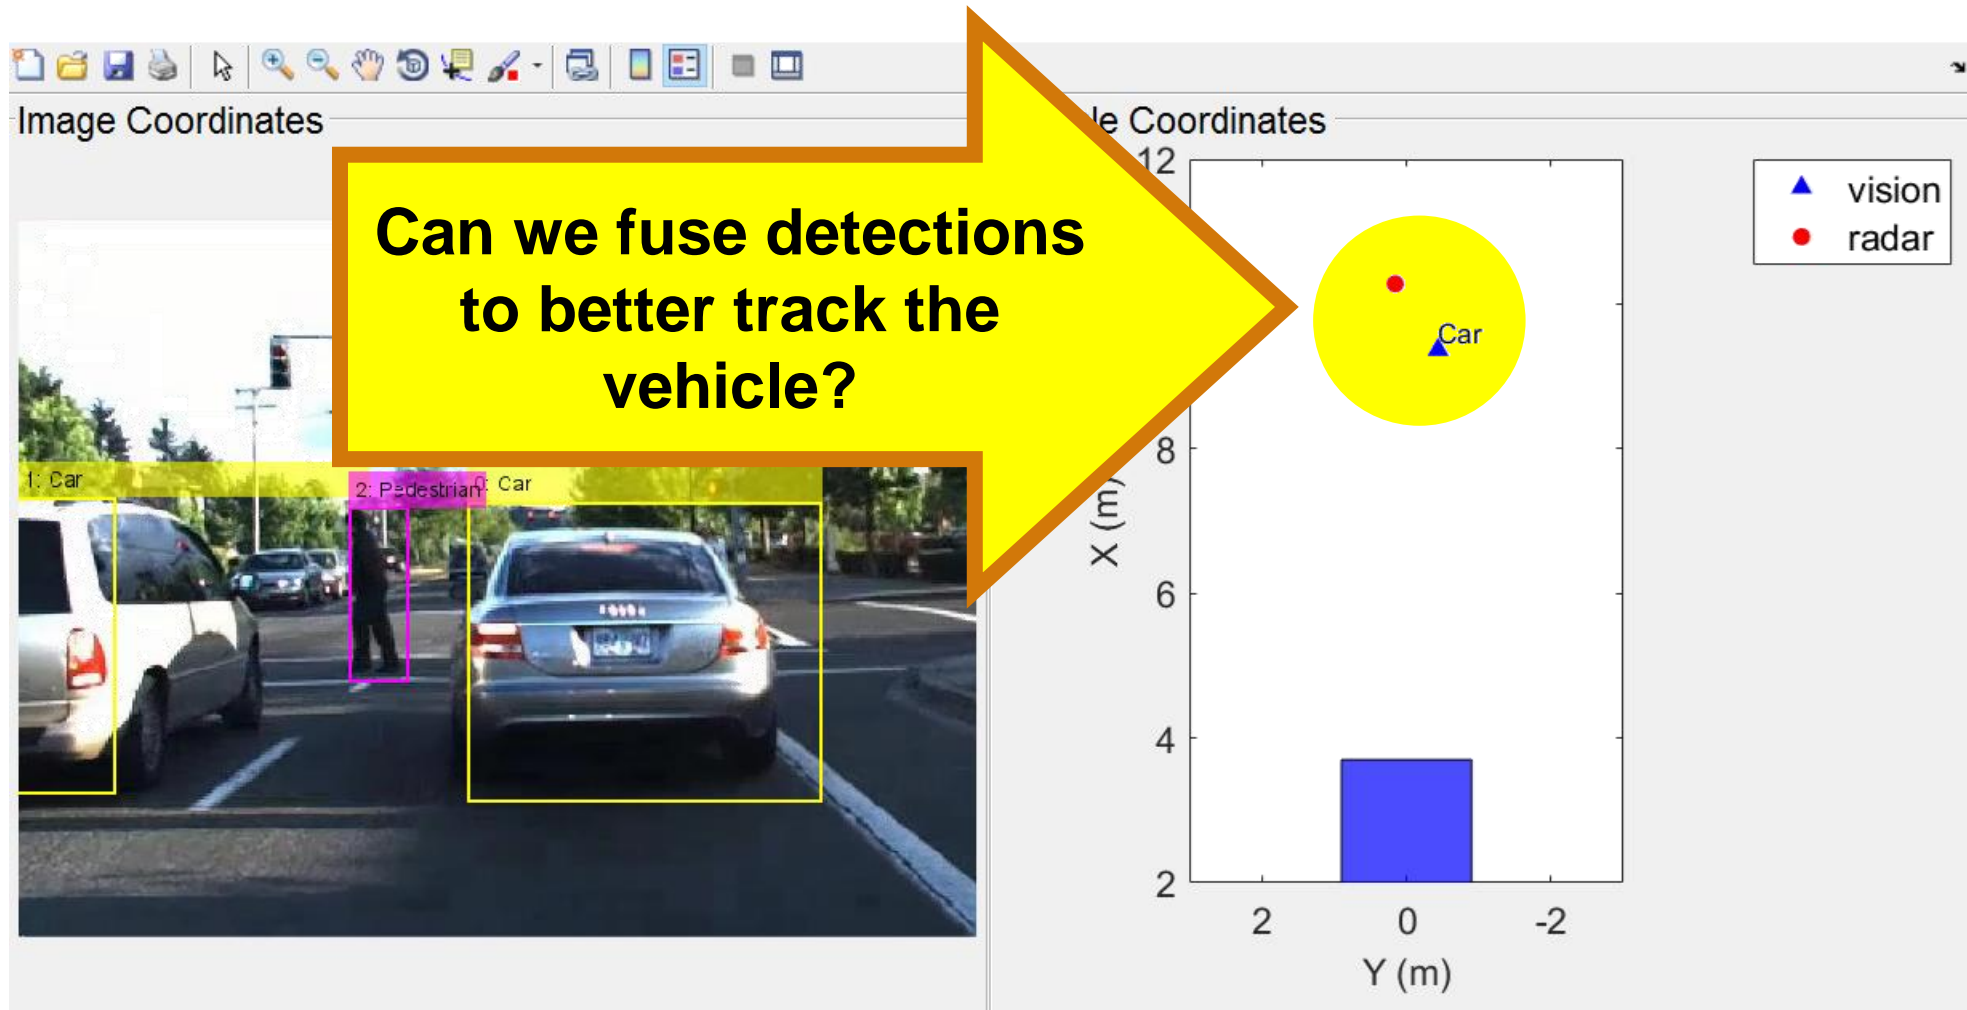 Image Coordinates
le Coordinates
Can we fuse detections
to better track the
vehicle?
1: Car
2: Pedestrian
Car
12
8
6
4
2
X (m)
Car
2 0 -2
Y (m)
vision
radar